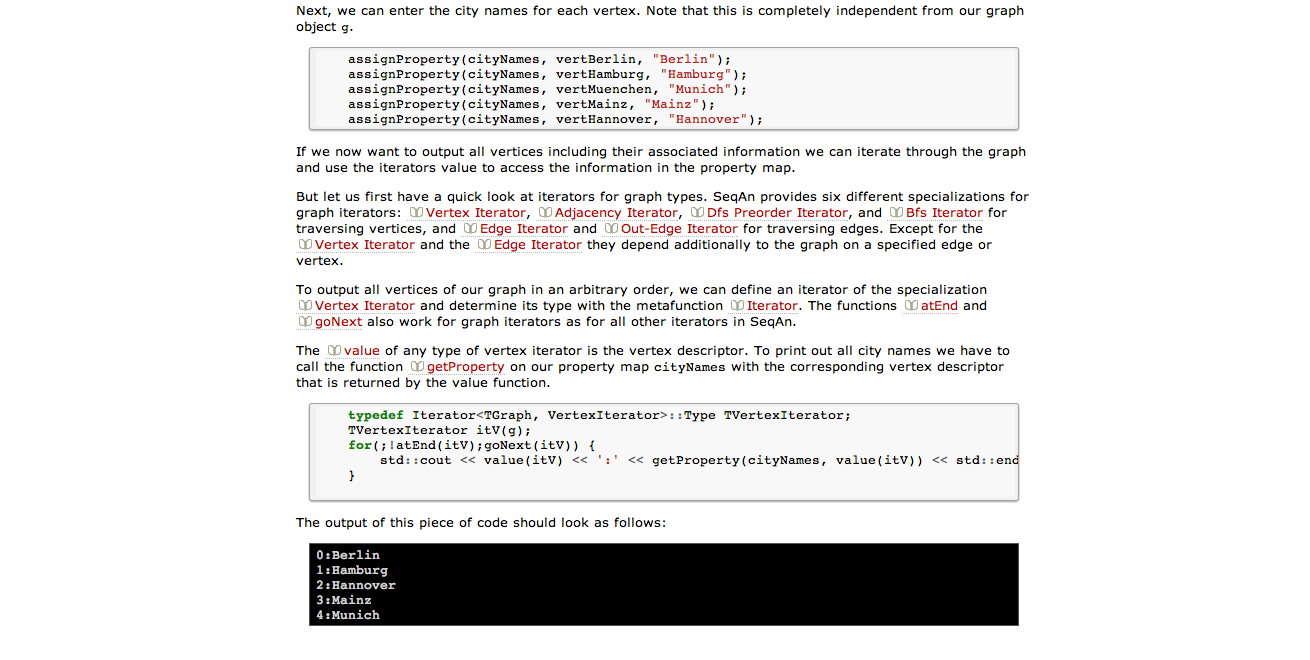 Next, we can enter the city names for each vertex. Note that this is completely independent from our graph
object g.
assignProperty(cityNames, vertBerlin, "Berlin");
assignProperty(cityNames, vertHamburg, "Hamburg");
assignProperty(cityNames, vertMuenchen, "Munich");
assignProperty(cityNames, vertMainz, "Mainz");
assignProperty(cityNames, vertHannover, "Hannover");
If we now want to output all vertices including their associated information we can iterate through the graph
and use the iterators value to access the information in the property map.
But let us first have a quick look at iterators for graph types. SeqAn provides six different specializations for
graph iterators: Vertex Iterator, Adjacency Iterator, Dfs Preorder Iterator, and Bfs Iterator for
traversing vertices, and Edge Iterator and Out-Edge Iterator for traversing edges. Except for the
Vertex Iterator and the Edge Iterator they depend additionally to the graph on a specified edge or
vertex.
To output all vertices of our graph in an arbitrary order, we can define an iterator of the specialization
Vertex Iterator and determine its type with the metafunction Iterator. The functions atEnd and
goNext also work for graph iterators as for all other iterators in SeqAn.
The value of any type of vertex iterator is the vertex descriptor. To print out all city names we have to
call the function getProperty on our property map cityNames with the corresponding vertex descriptor
that is returned by the value function.
typedef Iterator<TGraph, VertexIterator>::Type TVertexIterator;
TVertexIterator itV(g);
for(;!atEnd(itV);goNext(itV)) {
std::cout << value(itV) << ':' << getProperty(cityNames, value(itV)) << std::end
}
The output of this piece of code should look as follows:
0:Berlin
1:Hamburg
2:Hannover
3:Mainz
4:Munich